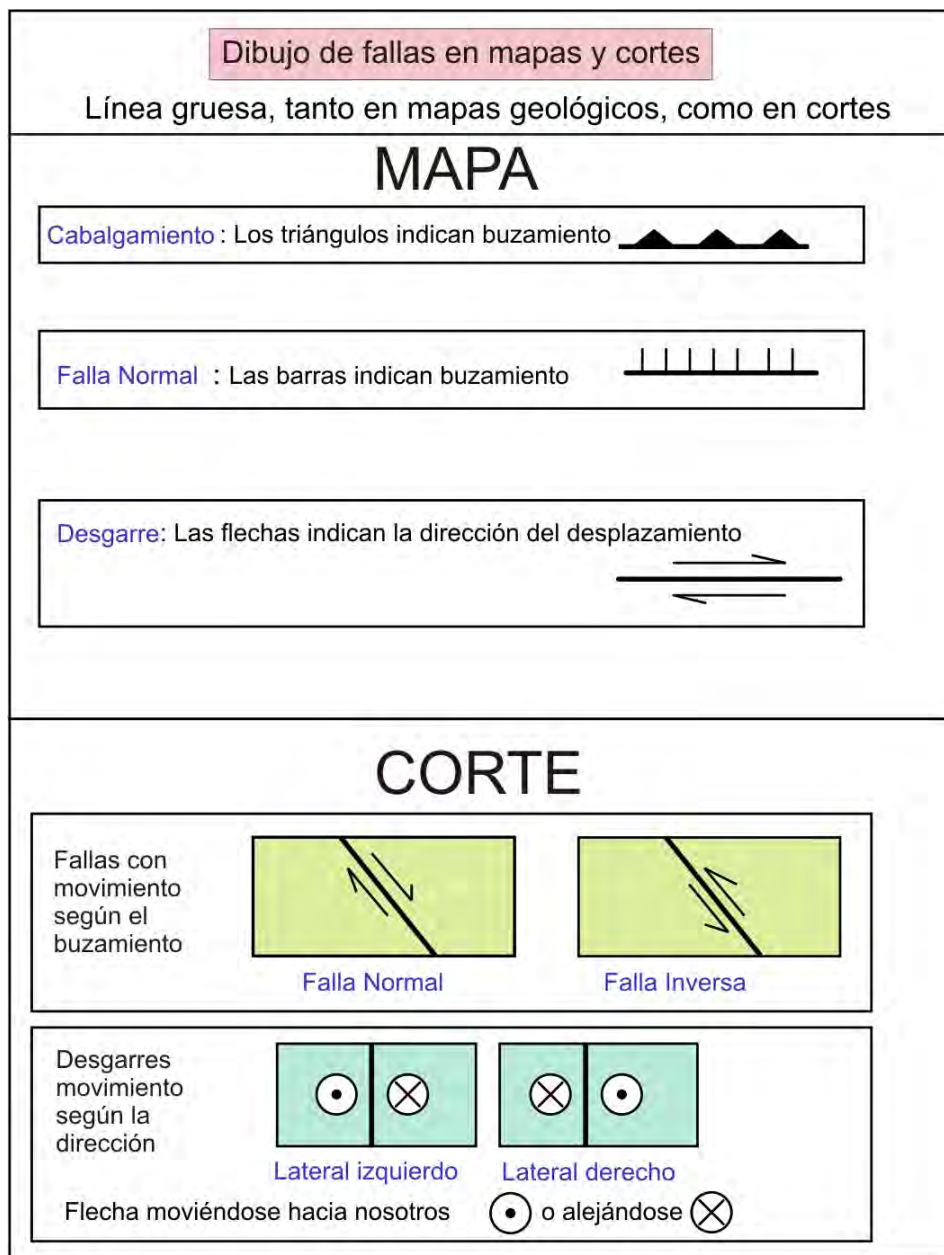 Dibujo de fallas en mapas y cortes
Línea gruesa, tanto en mapas geológicos, como en cortes
MAPA
Cabalgamiento : Los triángulos indican buzamiento
Falla Normal : Las barras indican buzamiento
Desgarre: Las flechas indican la dirección del desplazamiento
CORTE
Fallas con
movimiento
según el
buzamiento
Falla Normal
Falla Inversa
Desgarres
movimiento
según la
dirección
Lateral izquierdo
Lateral derecho
Flecha moviéndose hacia nosotros o alejándose